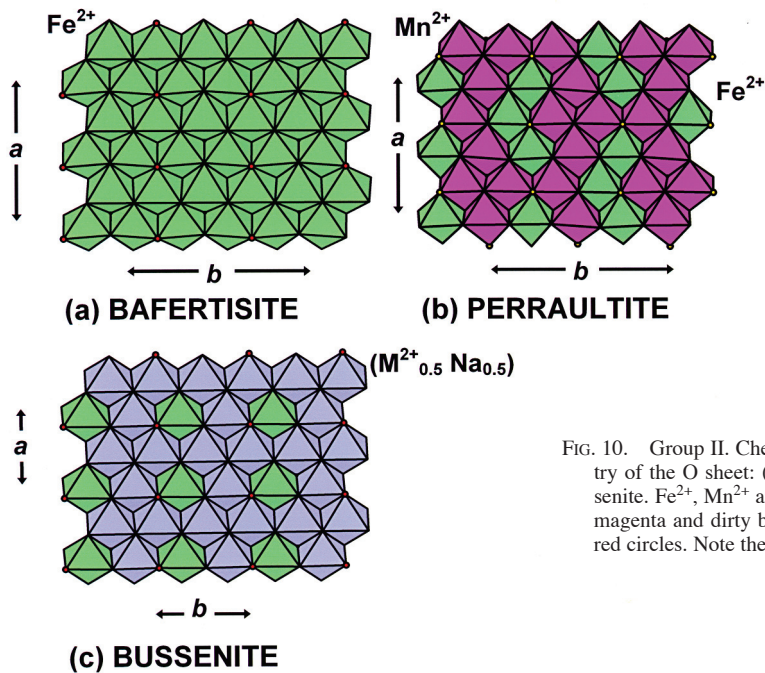 Fe²⁺
a
b
(a) BAFERTISITE
Mn²⁺
Fe²⁺
a
b
(b) PERRAULTITE
(M²⁺₀.₅ Na₀.₅)
a
b
(c) BUSSENITE
FIG. 10. Group II. Che
try of the O sheet: (
senite. Fe²⁺, Mn²⁺ a
magenta and dirty b
red circles. Note the